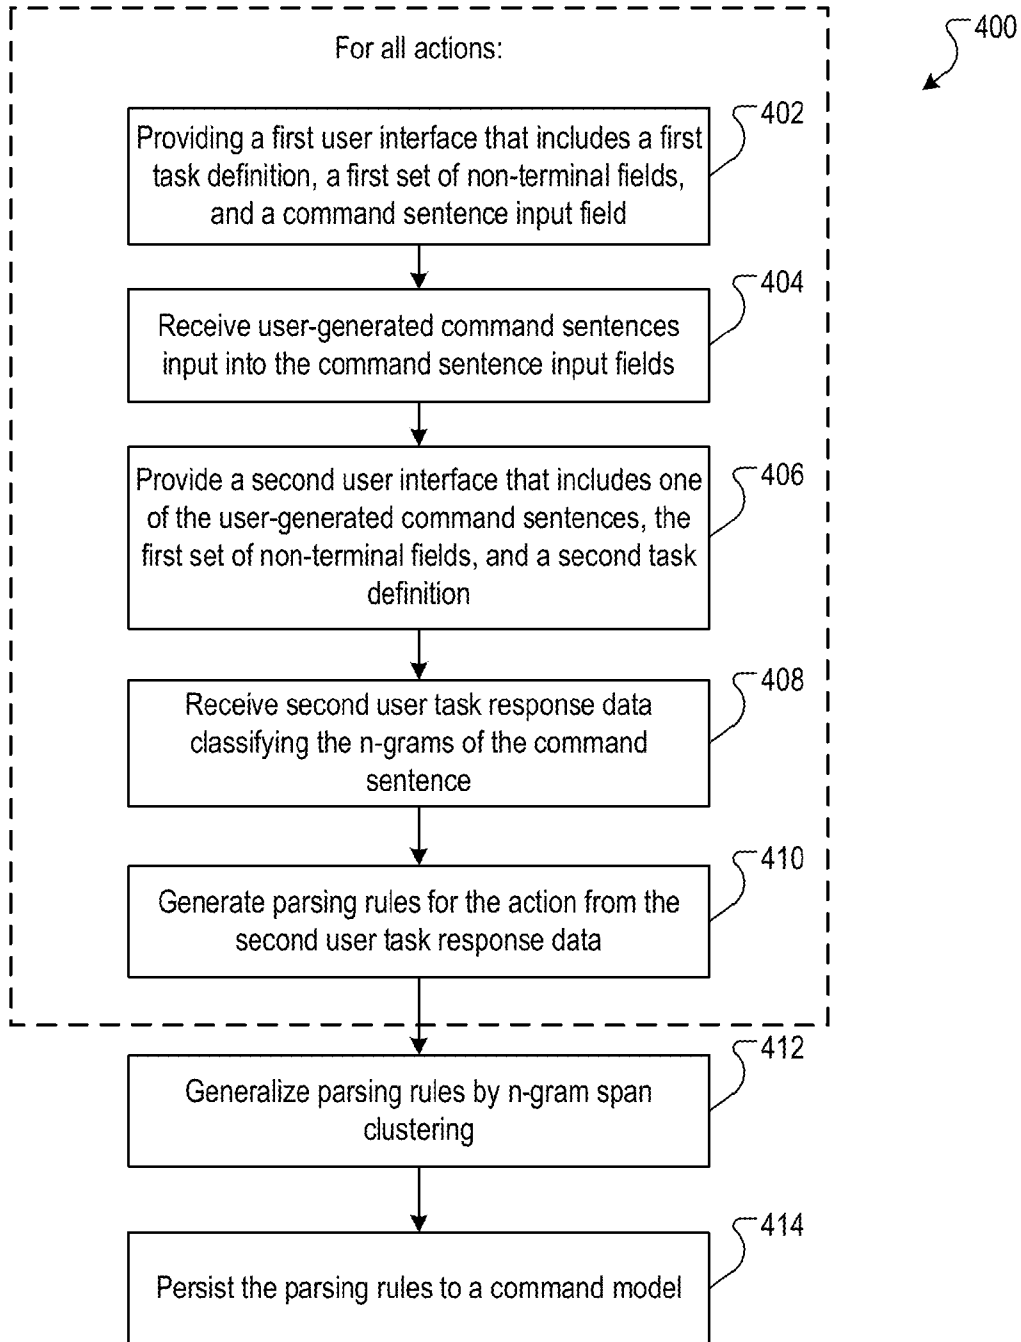 400
For all actions:
402
Providing a first user interface that includes a first
task definition, a first set of non-terminal fields,
and a command sentence input field
404
Receive user-generated command sentences
input into the command sentence input fields
406
Provide a second user interface that includes one
of the user-generated command sentences, the
first set of non-terminal fields, and a second task
definition
408
Receive second user task response data
classifying the n-grams of the command
sentence
410
Generate parsing rules for the action from the
second user task response data
412
Generalize parsing rules by n-gram span
clustering
414
Persist the parsing rules to a command model